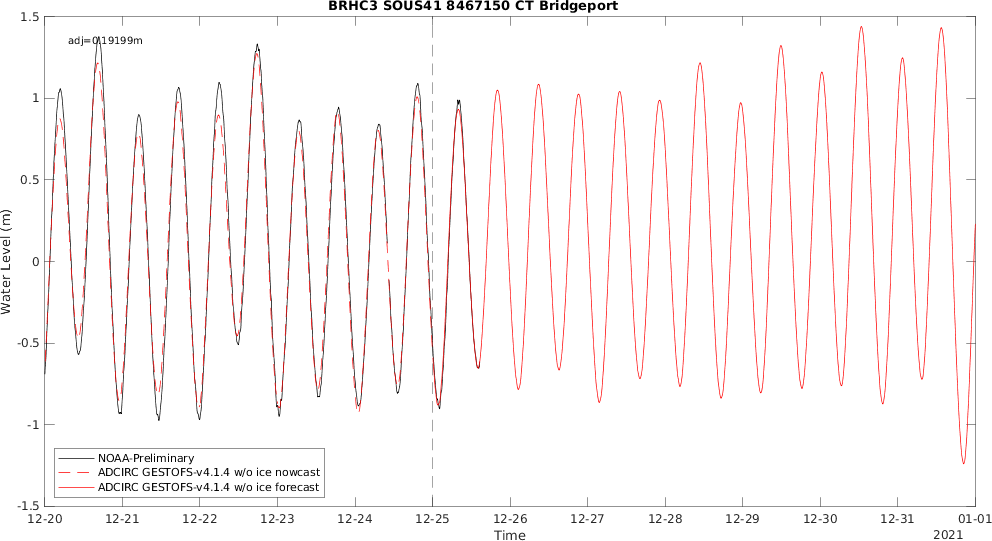 BRHC3 SOUS41 8467150 CT Bridgeport
adj=0.19199m
1.5
1
0.5
0
-0.5
-1
-1.5
Water Level (m)
NOAA-Preliminary
ADCIRC GESTOFS-v4.1.4 w/o ice nowcast
ADCIRC GESTOFS-v4.1.4 w/o ice forecast
12-20 12-21 12-22 12-23 12-24 12-25 12-26 12-27 12-28 12-29 12-30 12-31 01-01
Time
2021